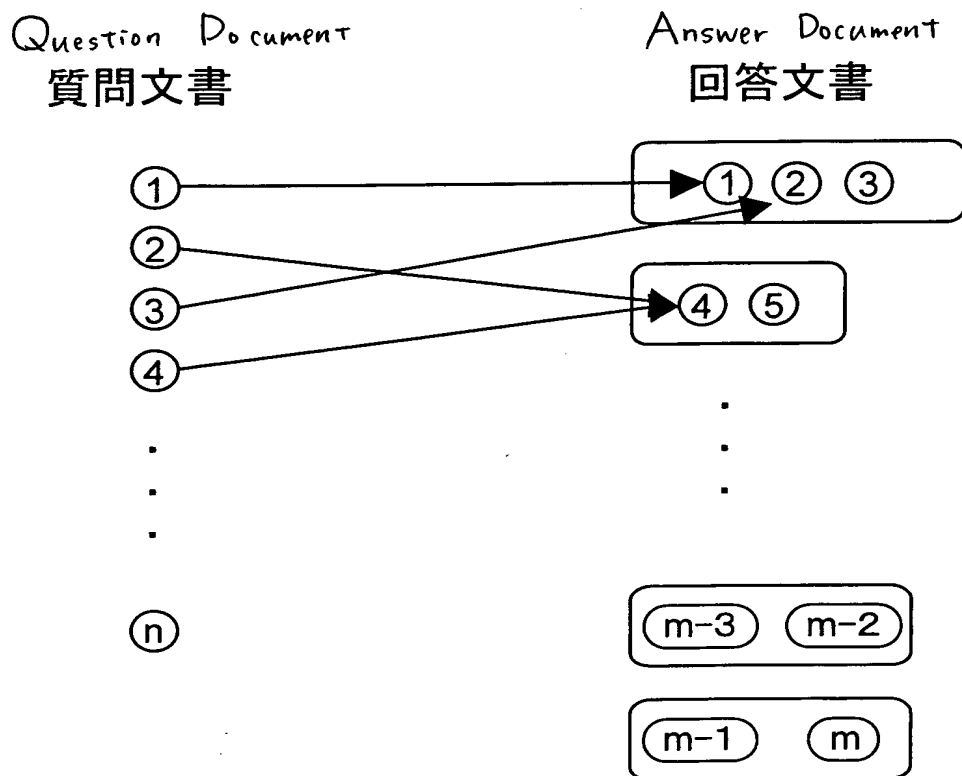 Question Document
質問文書
Answer Document
回答文書
1
2
3
4
n
1 2 3
4 5
m-3 m-2
m-1 m